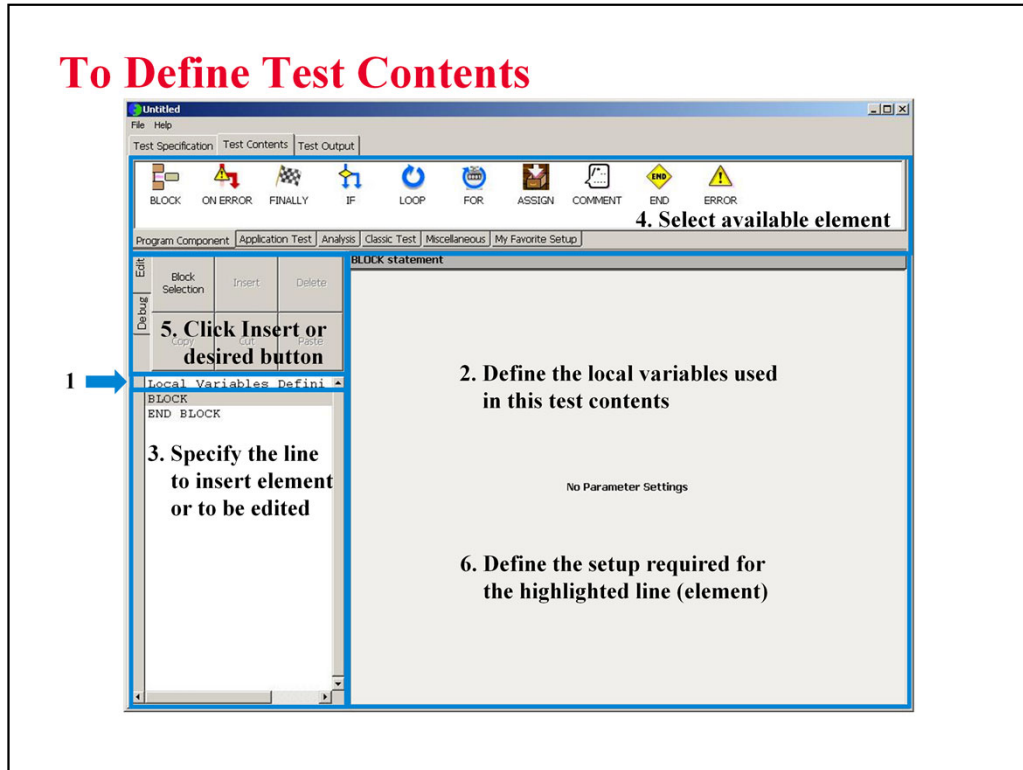 To Define Test Contents
Untitled
File Help
Test Specification Test Contents Test Output
BLOCK ON ERROR FINALLY IF LOOP FOR ASSIGN COMMENT END ERROR
END
4. Select available element
Program Component Application Test Analysis Classic Test Miscellaneous My Favorite Setup
Edit
Debug
Block
Selection
Insert
Delete
Copy
Cut
Paste
5. Click Insert or
desired button
BLOCK statement
1
Local Variables Defini
BLOCK
END BLOCK
3. Specify the line
to insert element
or to be edited
2. Define the local variables used
in this test contents
No Parameter Settings
6. Define the setup required for
the highlighted line (element)